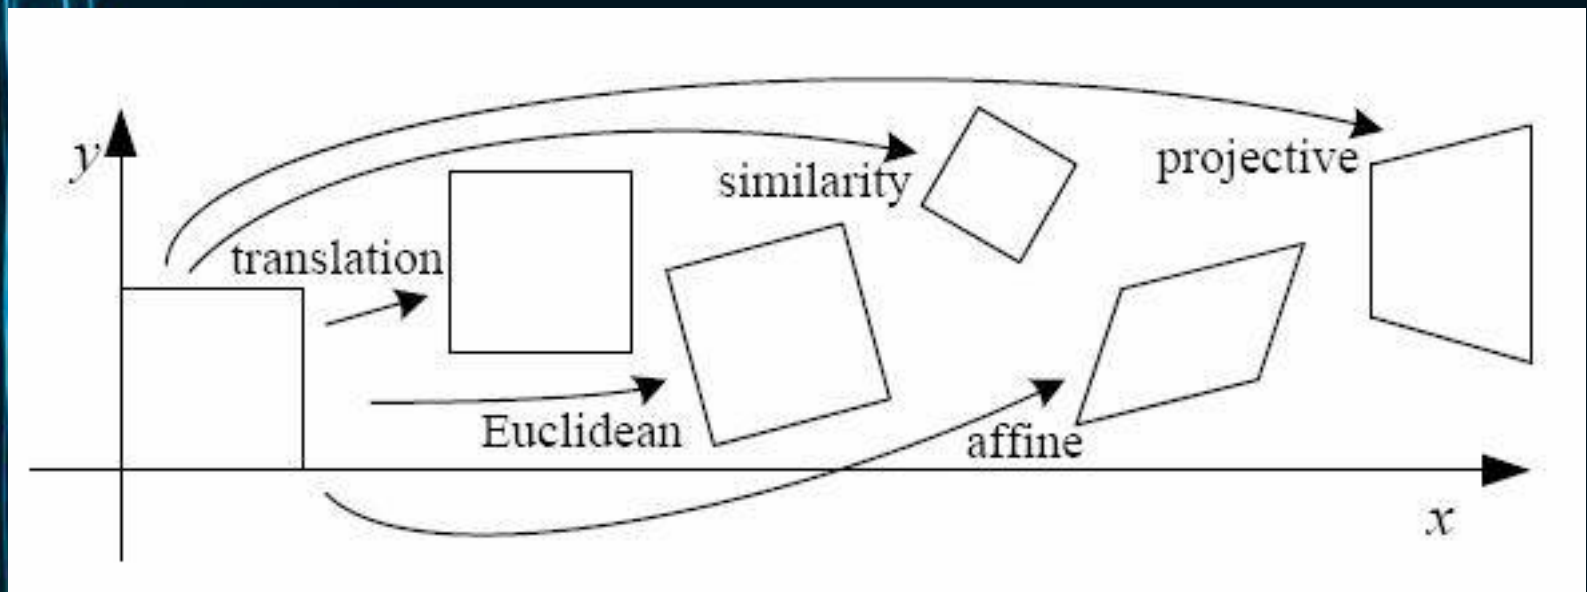 y
translation
similarity
projective
Euclidean
affine
x